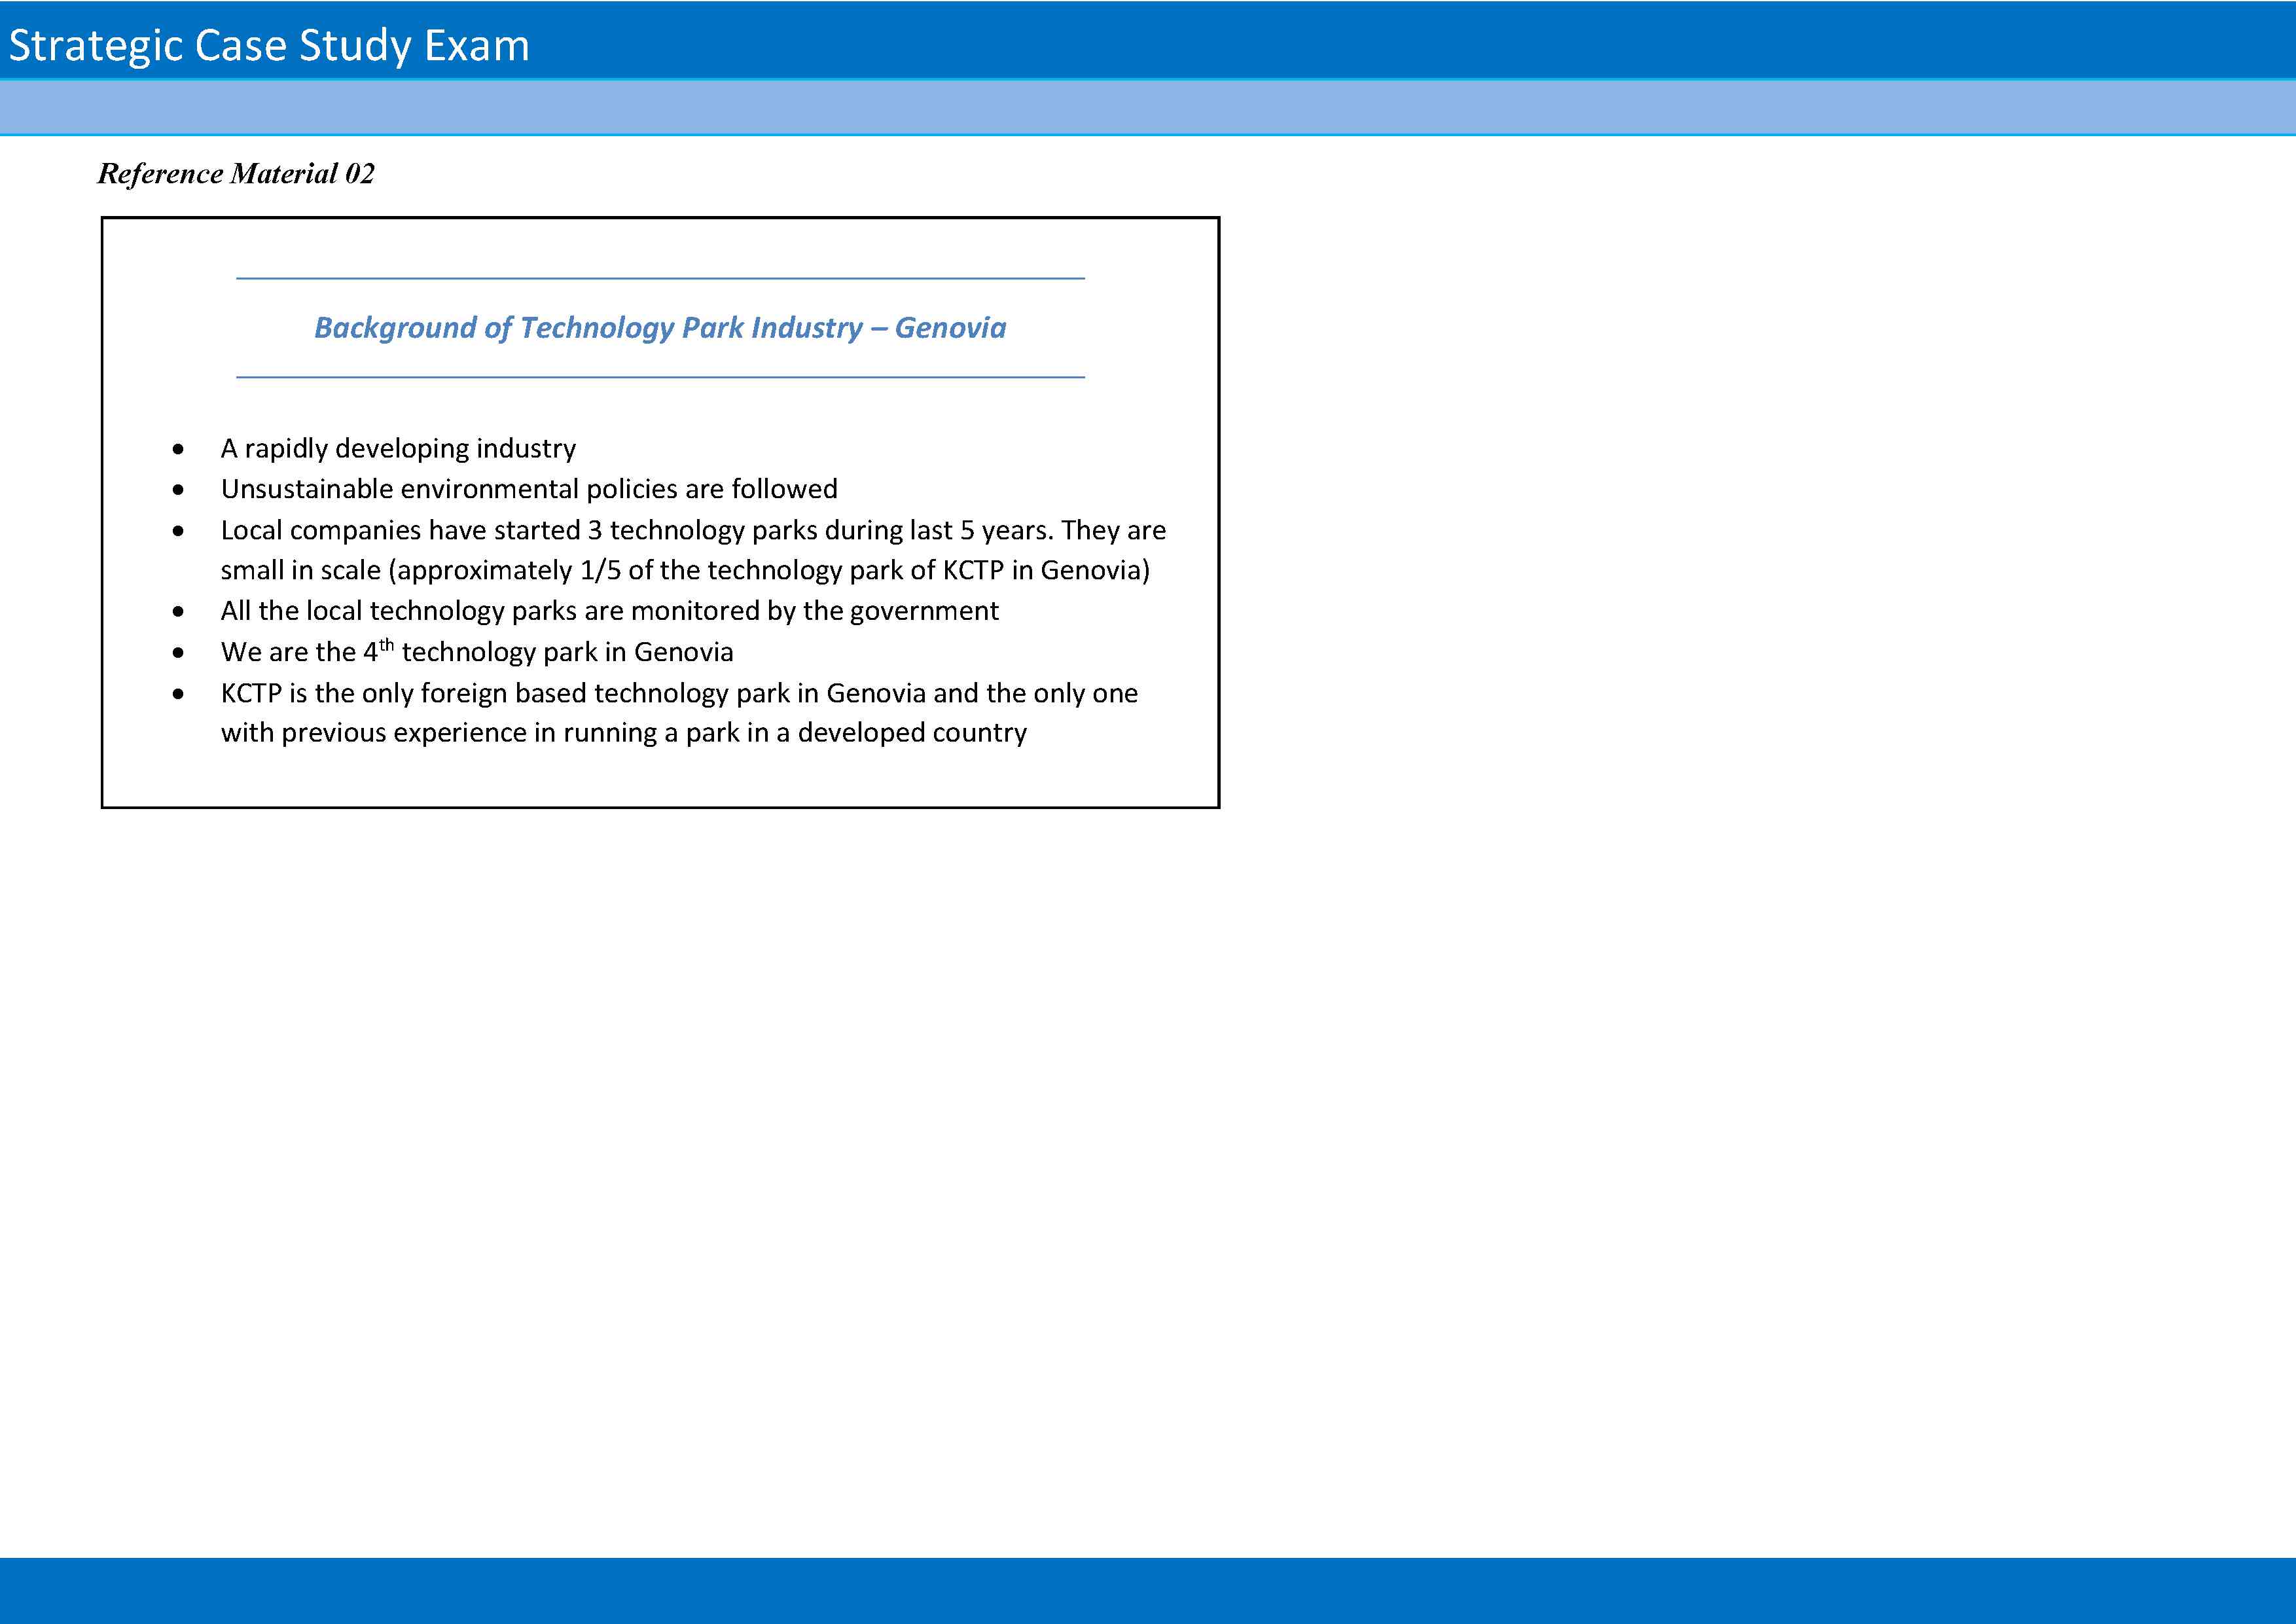 Strategic Case Study Exam
Reference Material 02
Background of Technology Park Industry – Genovia
• A rapidly developing industry
• Unsustainable environmental policies are followed
• Local companies have started 3 technology parks during last 5 years. They are
small in scale (approximately 1/5 of the technology park of KCTP in Genovia)
• All the local technology parks are monitored by the government
• We are the 4th technology park in Genovia
• KCTP is the only foreign based technology park in Genovia and the only one
with previous experience in running a park in a developed country